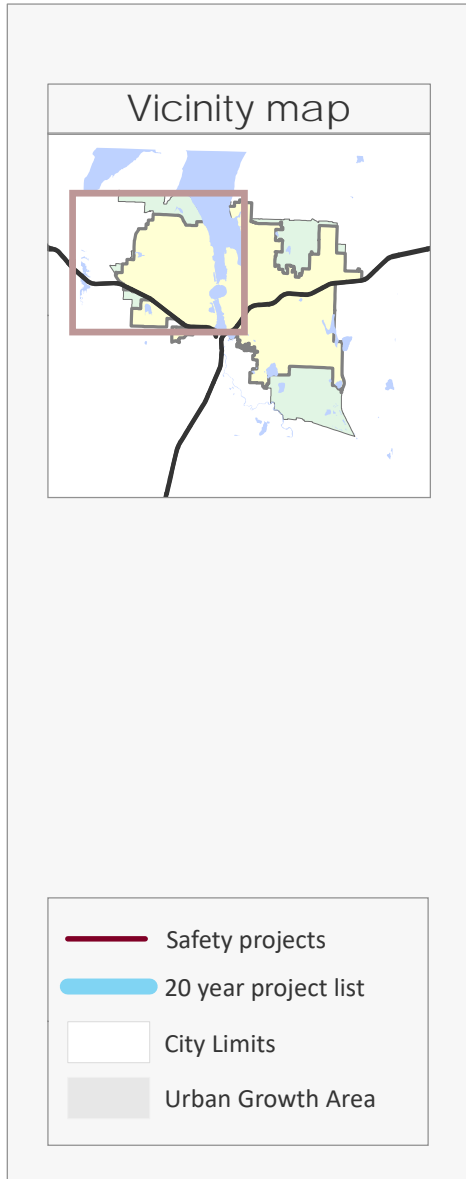 Vicinity map
Safety projects
20 year project list
City Limits
Urban Growth Area